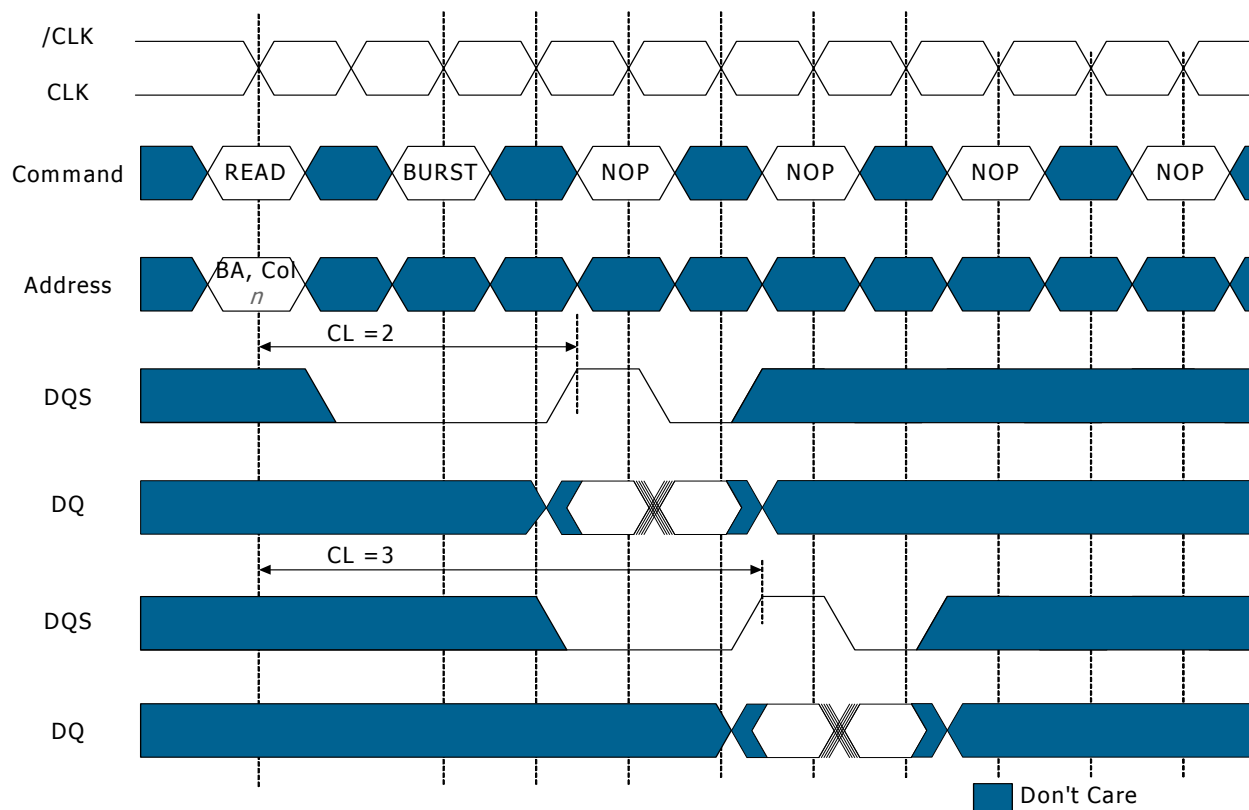 /CLK
CLK
Command
READ
BURST
NOP
NOP
NOP
NOP
Address
BA, Col
n
CL =2
DQS
DQ
CL =3
DQS
DQ
Don't Care